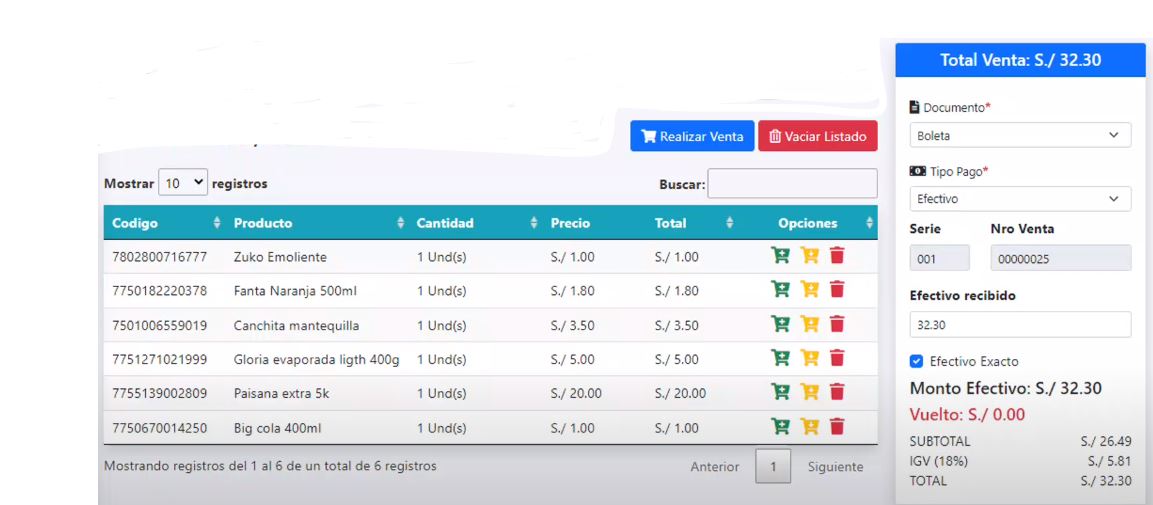 Total Venta: S./ 32.30
Realizar Venta Vaciar Listado
Mostrar 10 registros Buscar:
Codigo Producto Cantidad Precio Total Opciones
7802800716777 Zuko Emoliente 1 Und(s) S./ 1.00 S./ 1.00
7750182220378 Fanta Naranja 500ml 1 Und(s) S./ 1.80 S./ 1.80
7501006559019 Canchita mantequilla 1 Und(s) S./ 3.50 S./ 3.50
7751271021999 Gloria evaporada ligth 400g 1 Und(s) S./ 5.00 S./ 5.00
7755139002809 Paisana extra 5k 1 Und(s) S./ 20.00 S./ 20.00
7750670014250 Big cola 400ml 1 Und(s) S./ 1.00 S./ 1.00
Mostrando registros del 1 al 6 de un total de 6 registros Anterior 1 Siguiente
Documento*
Boleta
Tipo Pago*
Efectivo
Serie Nro Venta
001 00000025
Efectivo recibido
32.30
Efectivo Exacto
Monto Efectivo: S./ 32.30
Vuelto: S./ 0.00
SUBTOTAL S./ 26.49
IGV (18%) S./ 5.81
TOTAL S./ 32.30